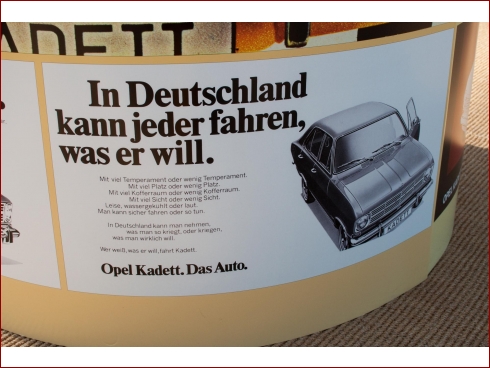 KADETT
In Deutschland
kann jeder fahren,
was er will.
Mit viel Temperament oder wenig Temperament.
Mit viel Platz oder wenig Platz.
Mit viel Kofferraum oder wenig Kofferraum.
Mit viel Sicht oder wenig Sicht.
Leise, wassergekühlt oder laut.
Man kann sicher fahren oder so tun.
In Deutschland kann man nehmen,
was man so kriegt, oder kriegen,
was man wirklich will.
Wer weiß, was er will, fährt Kadett.
Opel Kadett. Das Auto.
KADETT